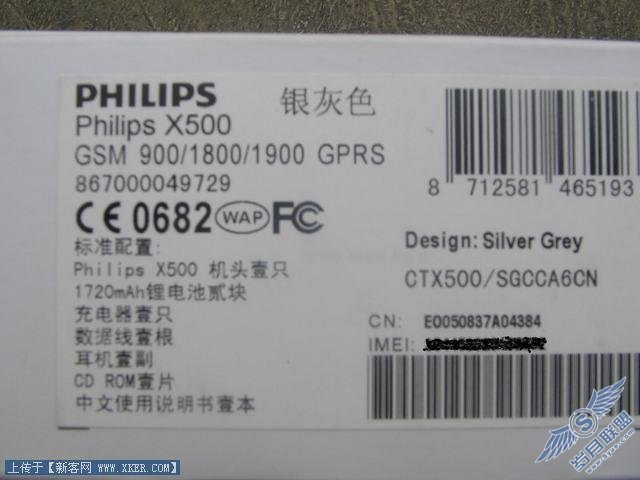 PHILIPS 银灰色
Philips X500
GSM 900/1800/1900 GPRS
867000049729
8 712581 465193
CE 0682 WAP FC
标准配置:
Design: Silver Grey
Philips X500 机头壹只
CTX500/SGCCA6CN
1720mAh锂电池贰块
充电器壹只
CN: E0050837A04384
数据线壹根
IMEI:
耳机壹副
CD ROM壹片
中文使用说明书壹本
岁月联盟
上传于【新客网 www.XKER.com】